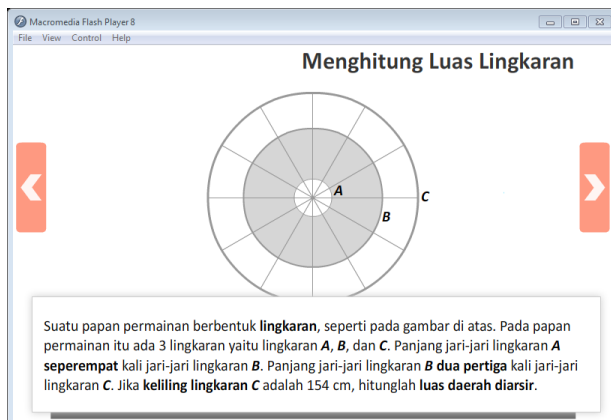 Macromedia Flash Player 8
File View Control Help
Menghitung Luas Lingkaran
A
B
C
Suatu papan permainan berbentuk lingkaran, seperti pada gambar di atas. Pada papan
permainan itu ada 3 lingkaran yaitu lingkaran A, B, dan C. Panjang jari-jari lingkaran A
seperempat kali jari-jari lingkaran B. Panjang jari-jari lingkaran B dua pertiga kali jari-jari
lingkaran C. Jika keliling lingkaran C adalah 154 cm, hitunglah luas daerah diarsir.